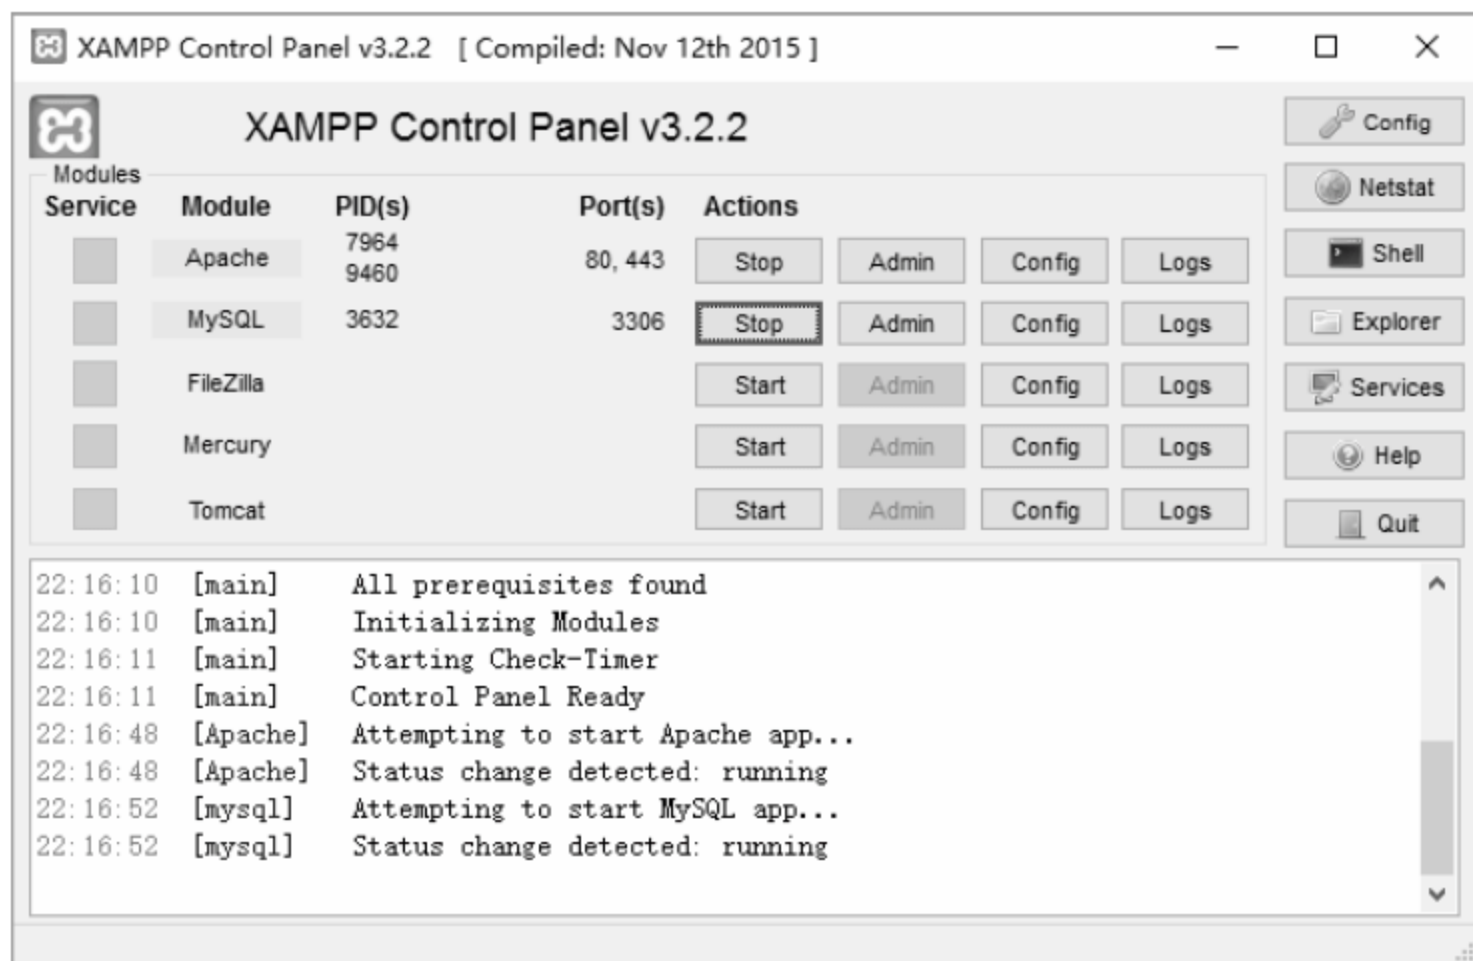 XAMPP Control Panel v3.2.2 [ Compiled: Nov 12th 2015 ]
XAMPP Control Panel v3.2.2
Config
Modules
Netstat
Service Module PID(s) Port(s) Actions
Shell
Apache 7964 9460 80, 443 Stop Admin Config Logs
MySQL 3632 3306 Stop Admin Config Logs
Explorer
FileZilla Start Admin Config Logs
Services
Mercury Start Admin Config Logs
Help
Tomcat Start Admin Config Logs
Quit
22:16:10 [main] All prerequisites found
22:16:10 [main] Initializing Modules
22:16:11 [main] Starting Check-Timer
22:16:11 [main] Control Panel Ready
22:16:48 [Apache] Attempting to start Apache app...
22:16:48 [Apache] Status change detected: running
22:16:52 [mysql] Attempting to start MySQL app...
22:16:52 [mysql] Status change detected: running